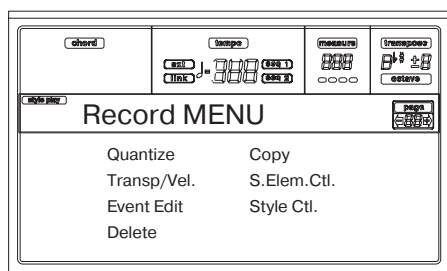 chord
tempo
measure
transpose
ext
seq 1
link
seq 2
octave
style play
Record MENU
page
Quantize Copy
Transp/Vel. S.Elem.Ctl.
Event Edit Style Ctl.
Delete